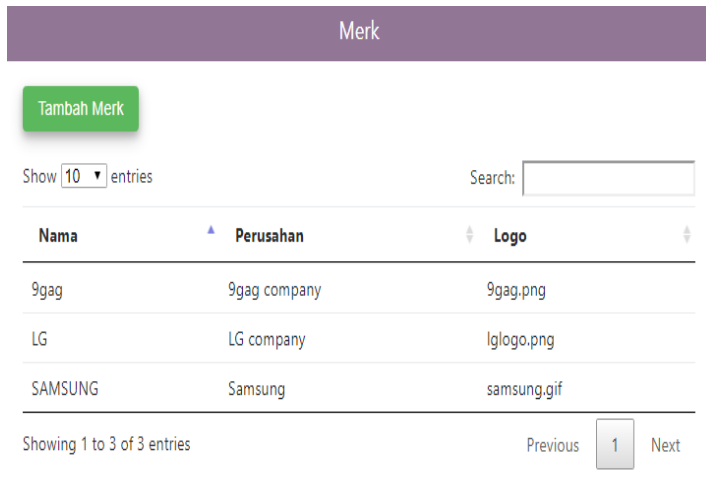 Merk
Tambah Merk
Show 10 entries Search:
Nama Perusahan Logo
9gag 9gag company 9gag.png
LG LG company lglogo.png
SAMSUNG Samsung samsung.gif
Showing 1 to 3 of 3 entries Previous 1 Next